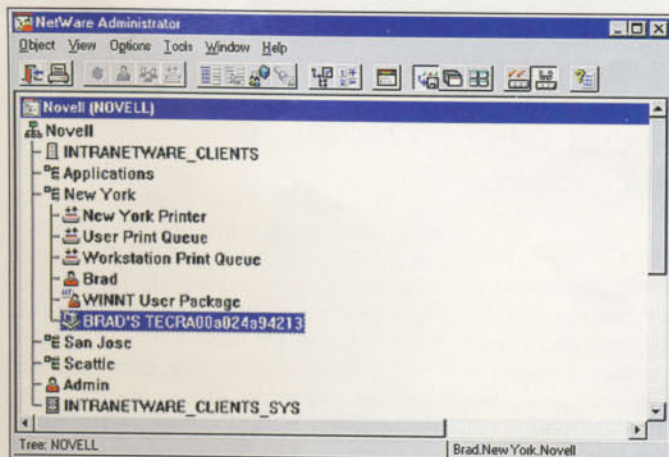 NetWare Administrator
Object View Options Tools Window Help
Novell (NOVELL)
Novell
INTRANETWARE_CLIENTS
Applications
New York
New York Printer
User Print Queue
Workstation Print Queue
Brad
WINNT User Package
BRAD'S TECRA00a024a94213
San Jose
Seattle
Admin
INTRANETWARE_CLIENTS_SYS
Tree: NOVELL
Brad.New York.Novell